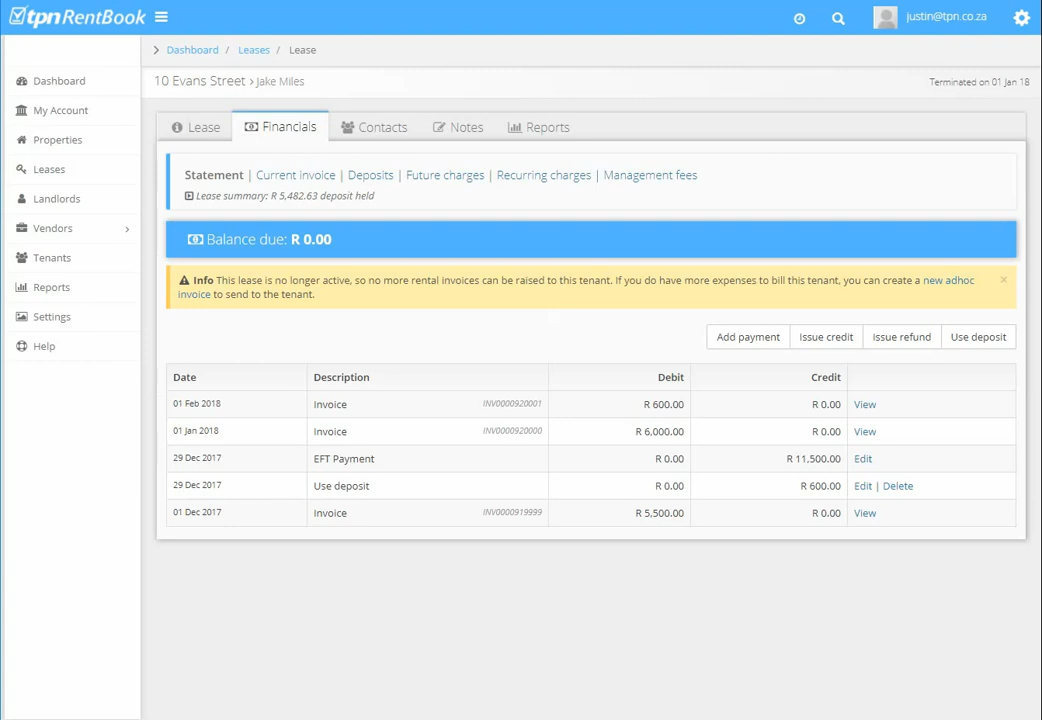 tpnRentBook
justin@tpn.co.za
> Dashboard / Leases / Lease
10 Evans Street › Jake Miles
Terminated on 01 Jan 18
Dashboard
My Account
Properties
Leases
Landlords
Vendors
Tenants
Reports
Settings
Help
Lease Financials Contacts Notes Reports
Statement | Current invoice | Deposits | Future charges | Recurring charges | Management fees
Lease summary: R 5,482.63 deposit held
Balance due: R 0.00
Info This lease is no longer active, so no more rental invoices can be raised to this tenant. If you do have more expenses to bill this tenant, you can create a new adhoc ×
invoice to send to the tenant.
Add payment Issue credit Issue refund Use deposit
Date Description Debit Credit
01 Feb 2018 Invoice INV0000920001 R 600.00 R 0.00 View
01 Jan 2018 Invoice INV0000920000 R 6,000.00 R 0.00 View
29 Dec 2017 EFT Payment R 0.00 R 11,500.00 Edit
29 Dec 2017 Use deposit R 0.00 R 600.00 Edit | Delete
01 Dec 2017 Invoice INV0000919999 R 5,500.00 R 0.00 View